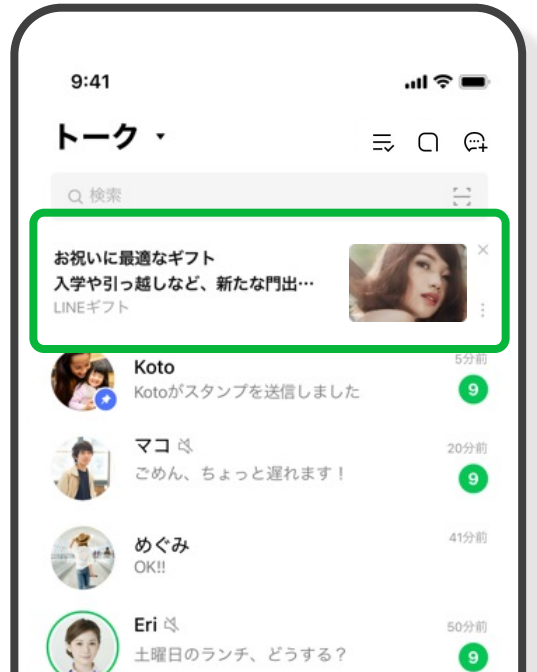 9:41
トーク
検索
お祝いに最適なギフト
入学や引っ越しなど、新たな門出…
LINEギフト
Koto
5分前
Kotoがスタンプを送信しました
9
マコ
20分前
ごめん、ちょっと遅れます！
9
めぐみ
41分前
OK!!
Eri
50分前
土曜日のランチ、どうする？
9